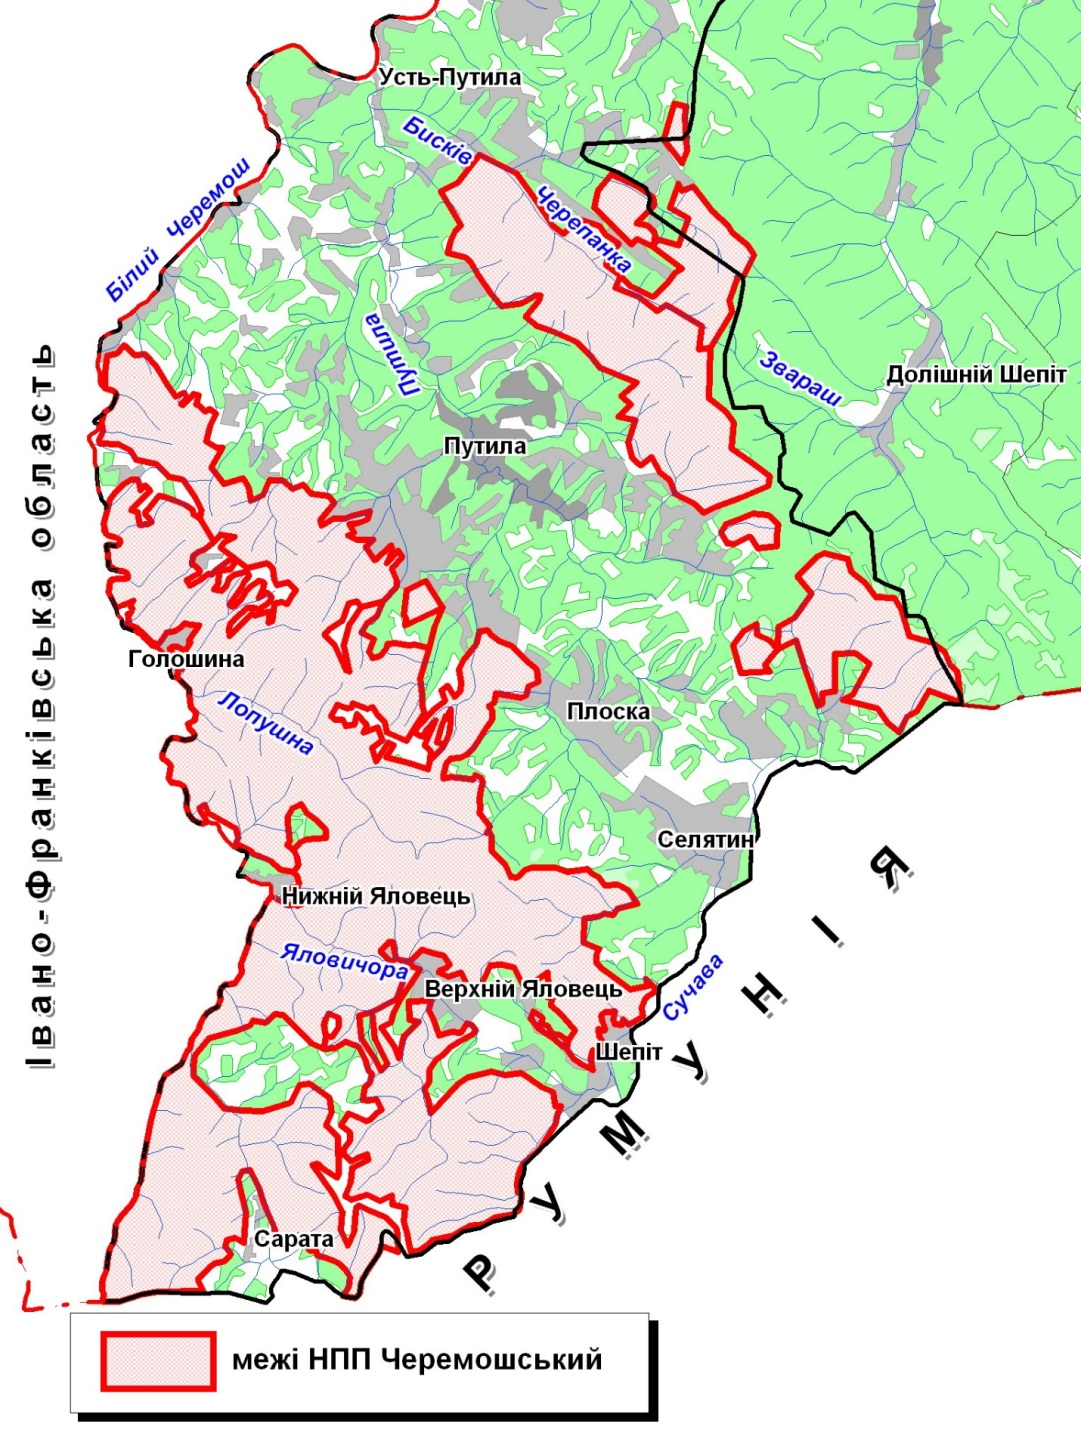 Усть-Путила
Бисків
Білий Черемош
Черепанка
Путила
Звараш
Долішній Шепіт
Путила
Івано-Франківська область
Голошина
Лопушна
Плоска
Селятин
Нижній Яловець
Яловичора
Верхній Яловець
Сучава
Шепіт
РУМУНІЯ
Сарата
межі НПП Черемошський